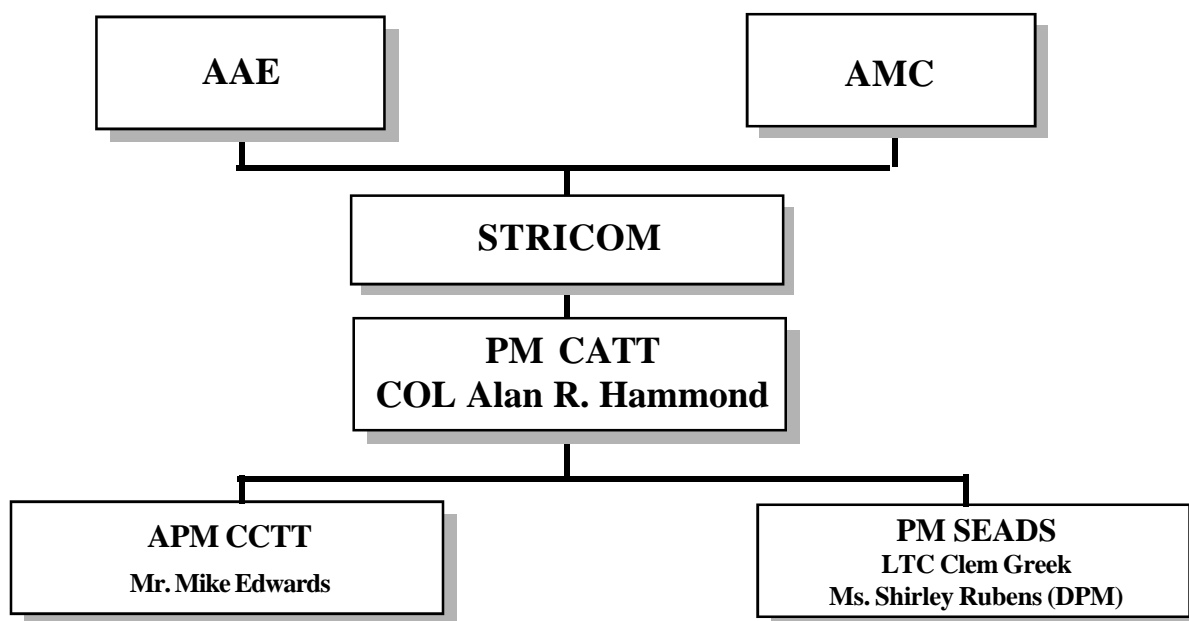 AAE
AMC
STRICOM
PM CATT
COL Alan R. Hammond
APM CCTT
Mr. Mike Edwards
PM SEADS
LTC Clem Greek
Ms. Shirley Rubens (DPM)